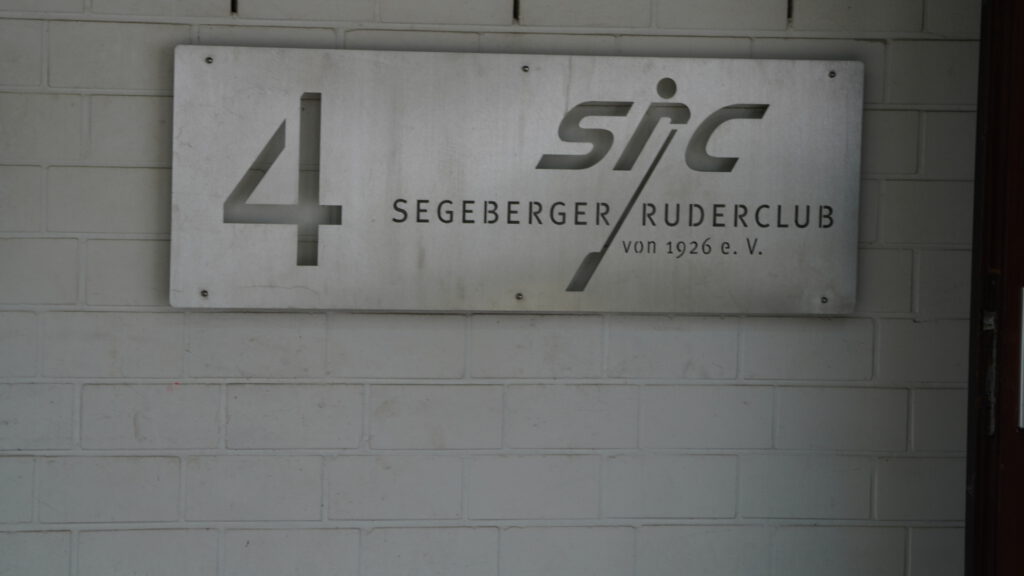 4
SrC
SEGEBERGER RUDERCLUB
von 1926 e. V.